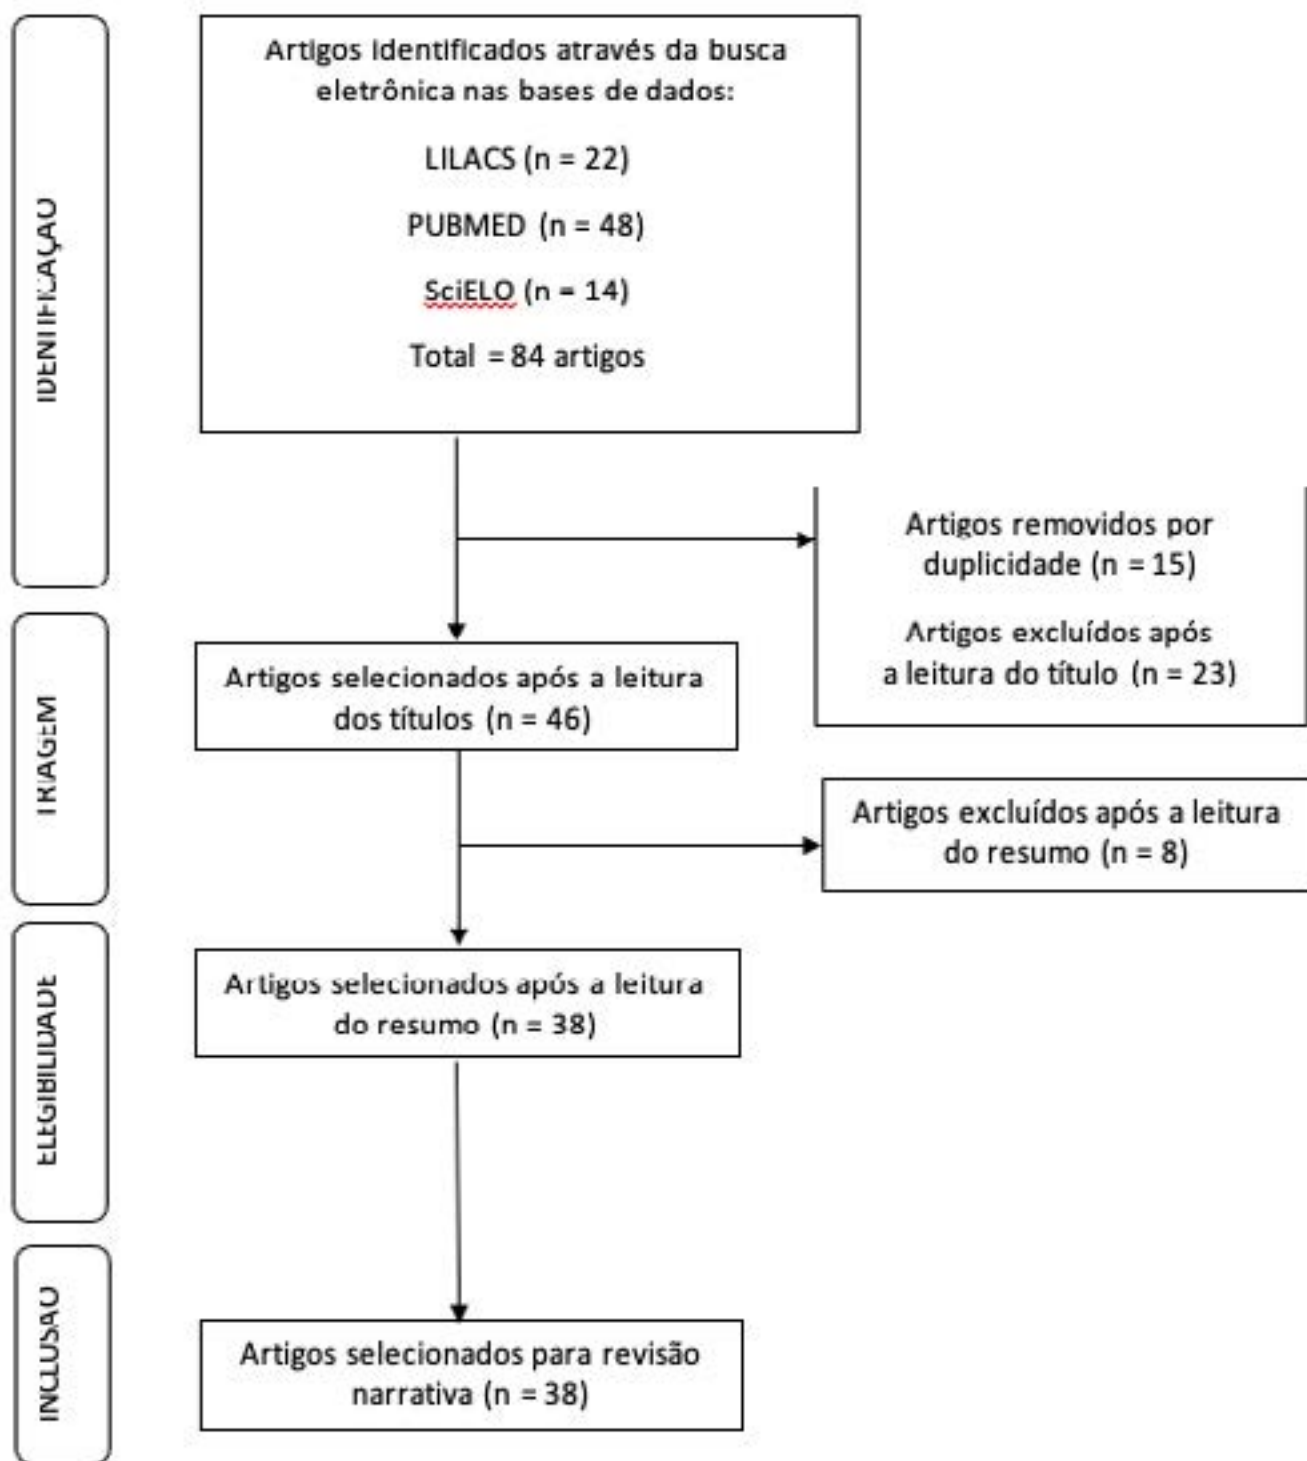 IDENTIFICAÇÃO
Artigos identificados através da busca
eletrônica nas bases de dados:
LILACS (n = 22)
PUBMED (n = 48)
SciELO (n = 14)
Total = 84 artigos
Artigos removidos por
duplicidade (n = 15)
Artigos excluídos após
a leitura do título (n = 23)
TRIAGEM
Artigos selecionados após a leitura
dos títulos (n = 46)
Artigos excluídos após a leitura
do resumo (n = 8)
ELEGIBILIDADE
Artigos selecionados após a leitura
do resumo (n = 38)
INCLUSÃO
Artigos selecionados para revisão
narrativa (n = 38)